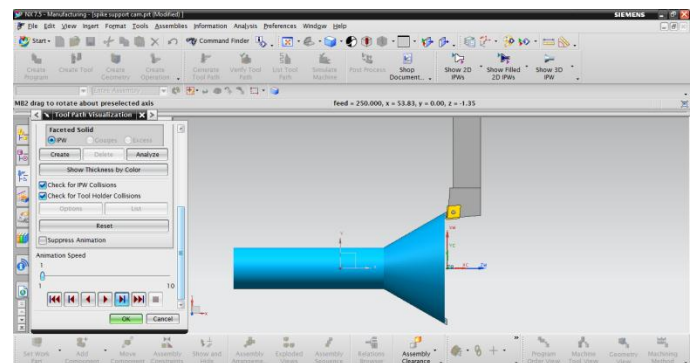 NX 7.5 - Manufacturing - [spike support cam.prt (Modified)]
SIEMENS
File Edit View Insert Format Tools Assemblies Information Analysis Preferences Window Help
Start
Command Finder
Create Program
Create Tool
Create Geometry
Create Operation
Generate Tool Path
Verify Tool Path
List Tool Path
Simulate Machine
Post Process
Shop Document...
Show 2D IPWs
Show Filled 2D IPWs
Show 3D IPW
Entire Assembly
MB2 drag to rotate about preselected axis
feed = 250.000, x = 53.83, y = 0.00, z = -1.35
Tool Path Visualization
Faceted Solid
IPW Gouges Excess
Create Delete Analyze
Show Thickness by Color
Check for IPW Collisions
Check for Tool Holder Collisions
Options List
Reset
Suppress Animation
Animation Speed
1
1 10
OK Cancel
Set Work Part
Add Component
Move Component
Assembly Constraints
Show and Hide
Assembly Arrangements
Exploded Views
Assembly Sequence
Relations Browser
Assembly Clearance
Program Order View
Machine Tool View
Geometry View
Machining Method